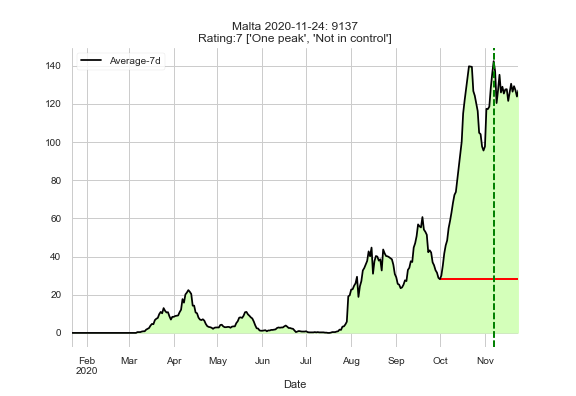 Malta 2020-11-24: 9137
Rating:7 ['One peak', 'Not in control']
Average-7d
140
120
100
80
60
40
20
0
Feb Mar Apr May Jun Jul Aug Sep Oct Nov
2020
Date